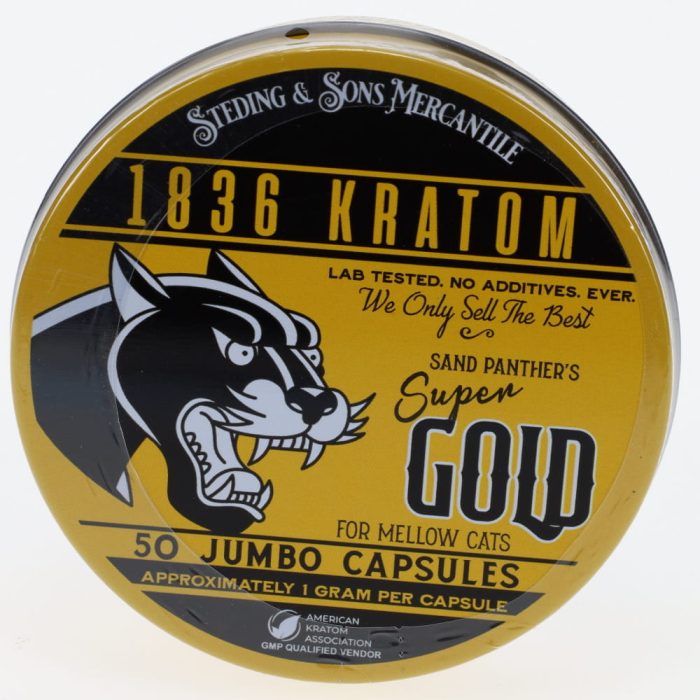 STEDING & SONS MERCANTILE
1836 KRATOM
LAB TESTED. NO ADDITIVES. EVER.
We Only Sell The Best
SAND PANTHER'S
Super
GOLD
FOR MELLOW CATS
50 JUMBO CAPSULES
APPROXIMATELY 1 GRAM PER CAPSULE
AMERICAN
KRATOM
ASSOCIATION
GMP QUALIFIED VENDOR